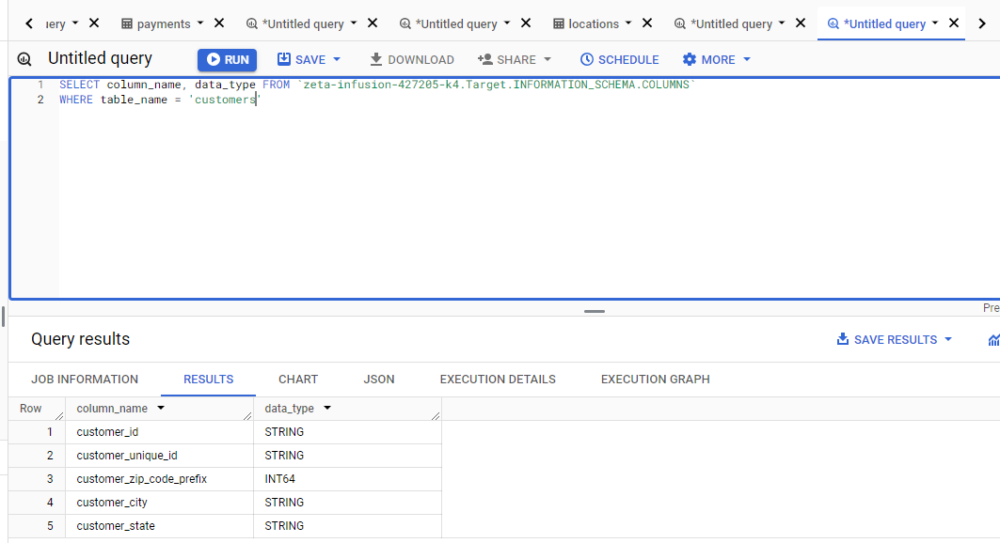 ıery payments *Untitled query *Untitled query locations *Untitled query *Untitled query
Untitled query RUN SAVE DOWNLOAD SHARE SCHEDULE MORE
1 SELECT column_name, data_type FROM `zeta-infusion-427205-k4.Target.INFORMATION_SCHEMA.COLUMNS`
2 WHERE table_name = 'customers'
Pre
Query results SAVE RESULTS
JOB INFORMATION RESULTS CHART JSON EXECUTION DETAILS EXECUTION GRAPH
Row column_name data_type
1 customer_id STRING
2 customer_unique_id STRING
3 customer_zip_code_prefix INT64
4 customer_city STRING
5 customer_state STRING